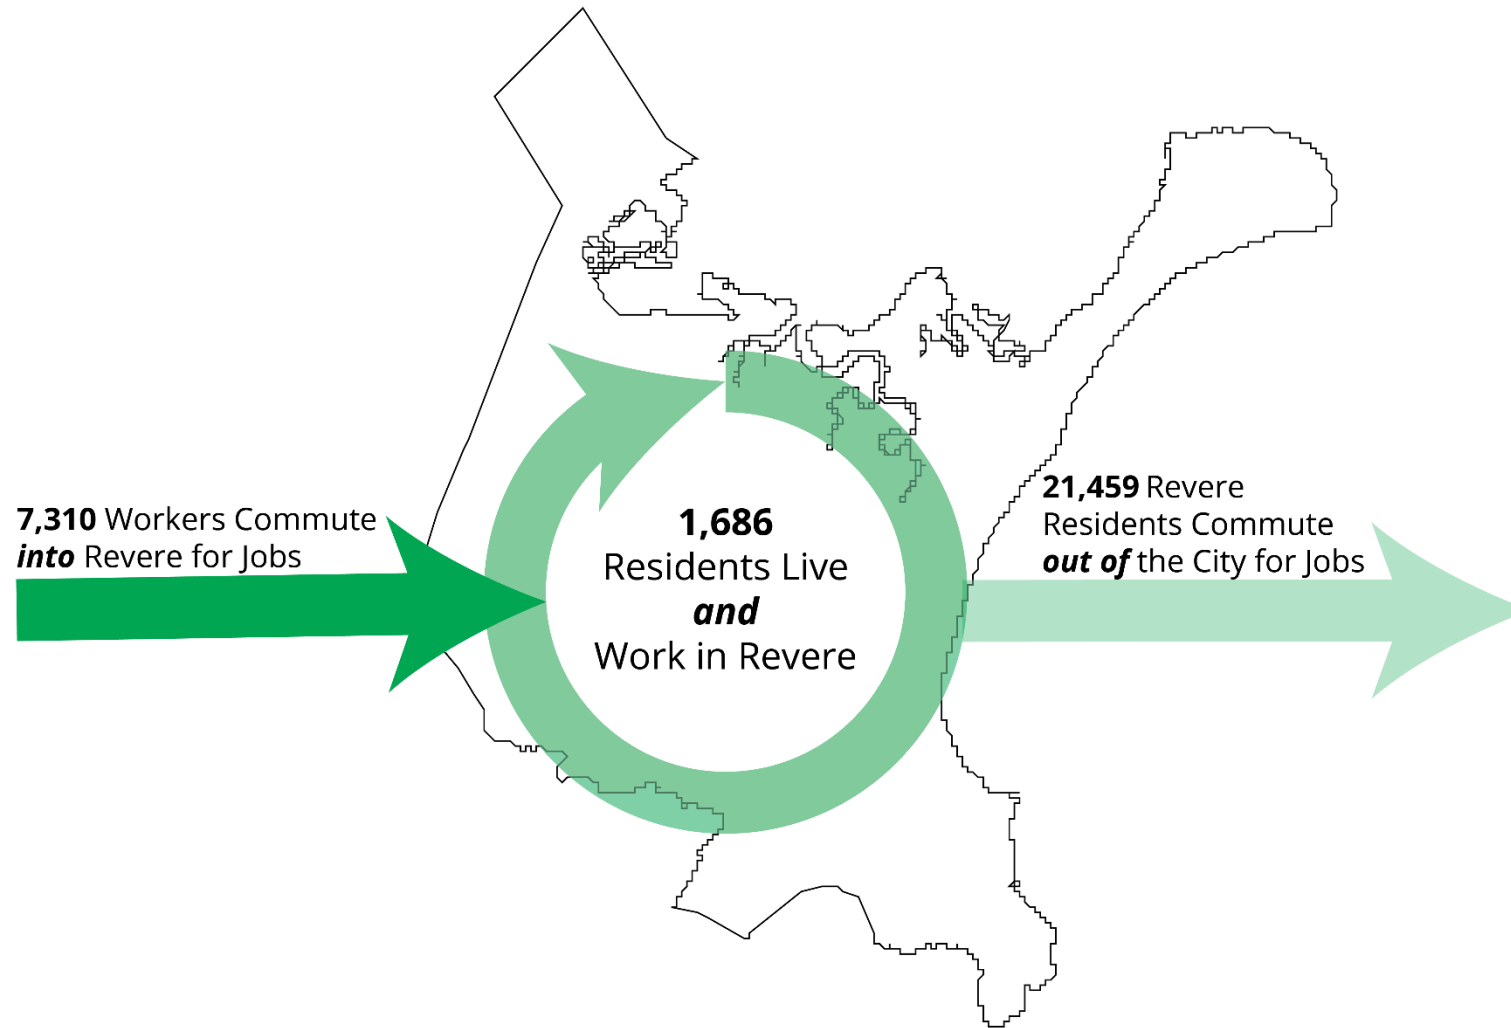 7,310 Workers Commute
into Revere for Jobs
1,686
Residents Live
and
Work in Revere
21,459 Revere
Residents Commute
out of the City for Jobs